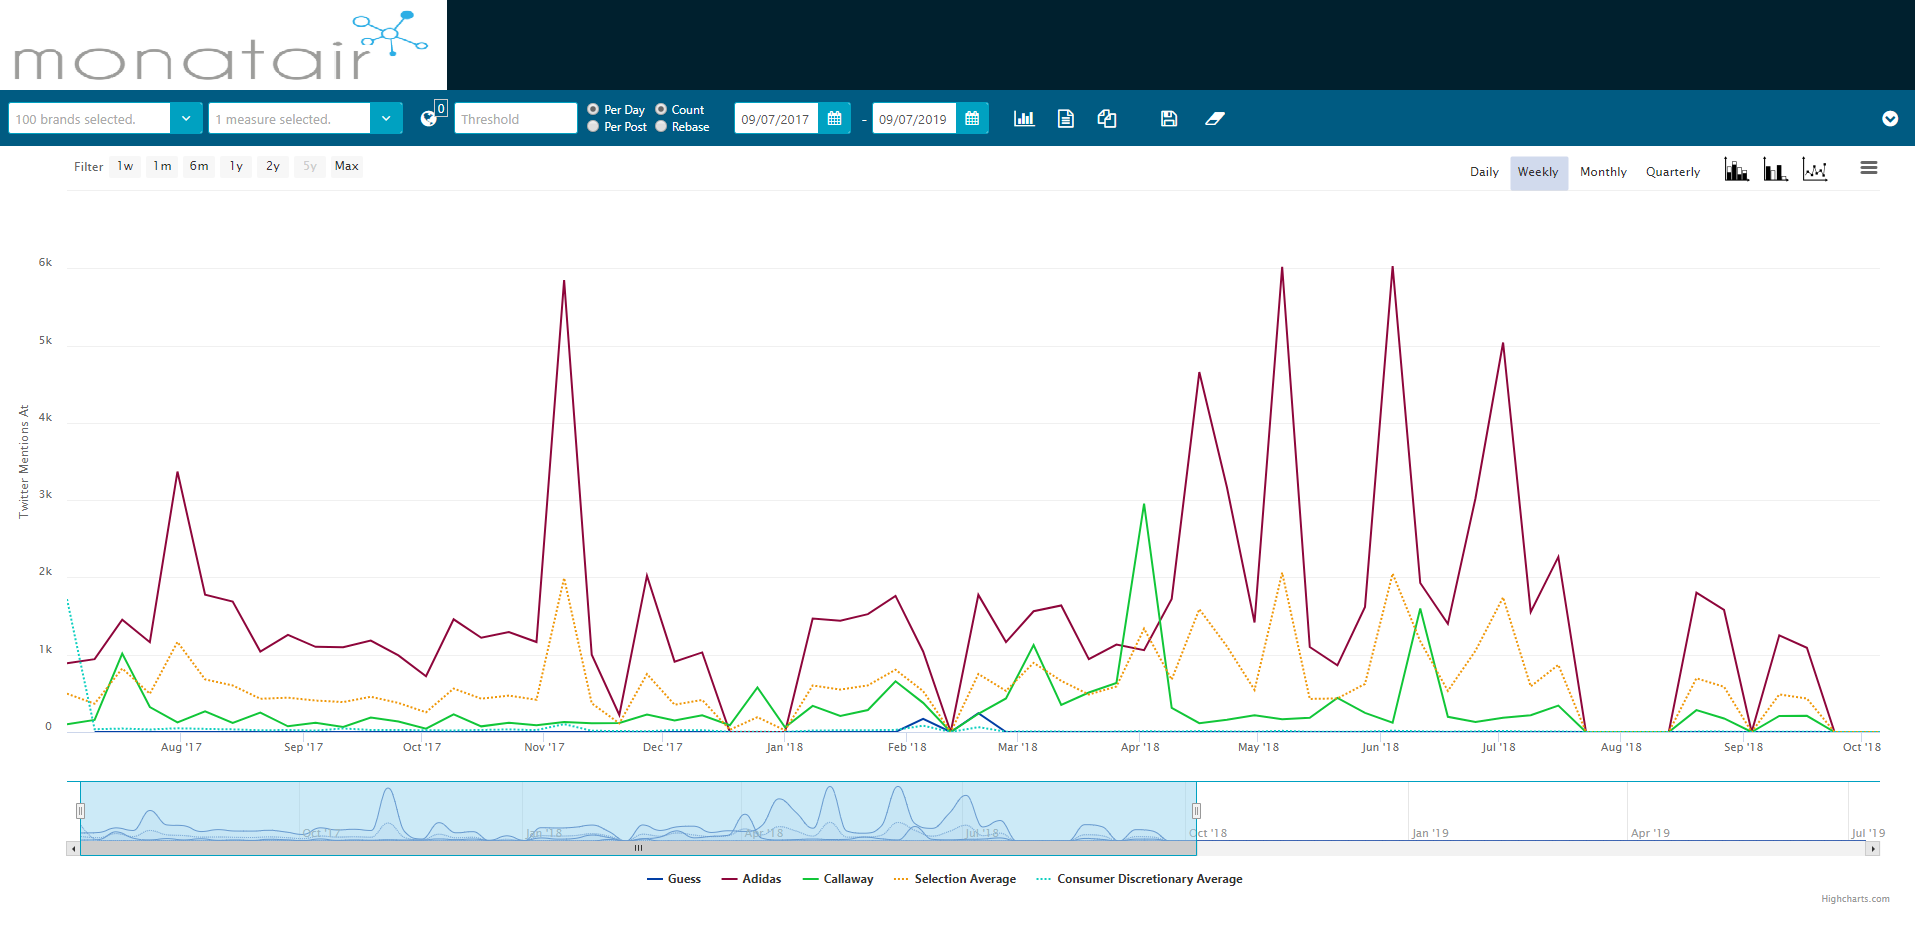 monatair
100 brands selected.
1 measure selected.
0
Threshold
Per Day
Count
Per Post
Rebase
09/07/2017
-
09/07/2019
Filter 1w 1m 6m 1y 2y 5y Max
Daily Weekly Monthly Quarterly
Twitter Mentions At
6k
5k
4k
3k
2k
1k
0
Aug '17 Sep '17 Oct '17 Nov '17 Dec '17 Jan '18 Feb '18 Mar '18 Apr '18 May '18 Jun '18 Jul '18 Aug '18 Sep '18 Oct '18
Oct '17 Jan '18 Apr '18 Jul '18 Oct '18 Jan '19 Apr '19 Jul '19
Guess Adidas Callaway Selection Average Consumer Discretionary Average
Highcharts.com